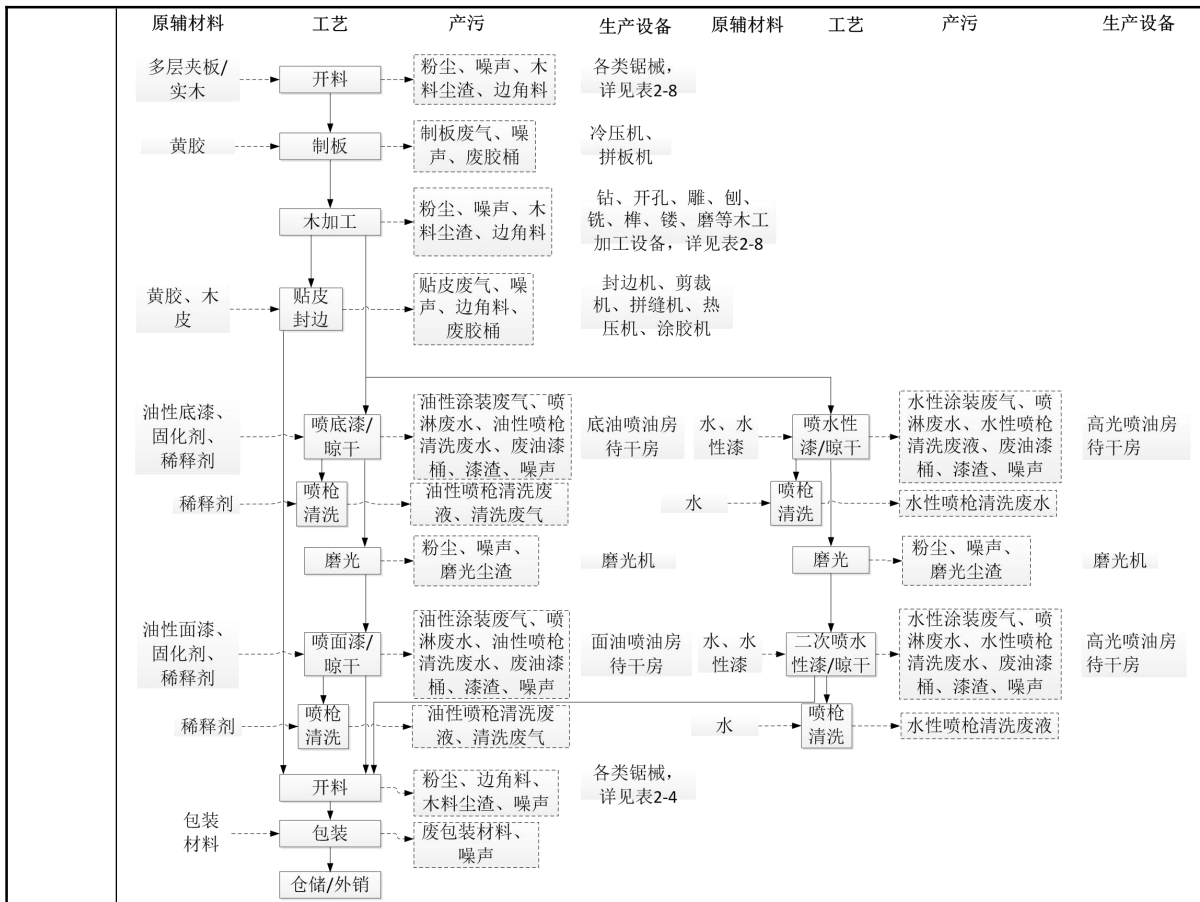 原辅材料 工艺 产污 生产设备 原辅材料 工艺 产污 生产设备
多层夹板/
实木
开料
粉尘、噪声、木
料尘渣、边角料
各类锯械，
详见表2-8
黄胶
制板
制板废气、噪
声、废胶桶
冷压机、
拼板机
木加工
粉尘、噪声、木
料尘渣、边角料
钻、开孔、雕、刨、
铣、榫、镂、磨等木工
加工设备，详见表2-8
黄胶、木
皮
贴皮
封边
贴皮废气、噪
声、边角料、
废胶桶
封边机、剪裁
机、拼缝机、热
压机、涂胶机
油性底漆、
固化剂、
稀释剂
喷底漆/
晾干
油性涂装废气、喷
淋废水、油性喷枪
清洗废水、废油漆
桶、漆渣、噪声
底油喷油房
待干房
水、水
性漆
喷水性
漆/晾干
水性涂装废气、喷
淋废水、水性喷枪
清洗废液、废油漆
桶、漆渣、噪声
高光喷油房
待干房
稀释剂
喷枪
清洗
油性喷枪清洗废
液、清洗废气
水
喷枪
清洗
水性喷枪清洗废水
磨光
粉尘、噪声、
磨光尘渣
磨光机
磨光
粉尘、噪声、
磨光尘渣
磨光机
油性面漆、
固化剂、
稀释剂
喷面漆/
晾干
油性涂装废气、喷
淋废水、油性喷枪
清洗废水、废油漆
桶、漆渣、噪声
面油喷油房
待干房
水、水
性漆
二次喷水
性漆/晾干
水性涂装废气、喷
淋废水、水性喷枪
清洗废水、废油漆
桶、漆渣、噪声
高光喷油房
待干房
稀释剂
喷枪
清洗
油性喷枪清洗废
液、清洗废气
水
喷枪
清洗
水性喷枪清洗废液
开料
粉尘、边角料、
木料尘渣、噪声
各类锯械，
详见表2-4
包装
材料
包装
废包装材料、
噪声
仓储/外销